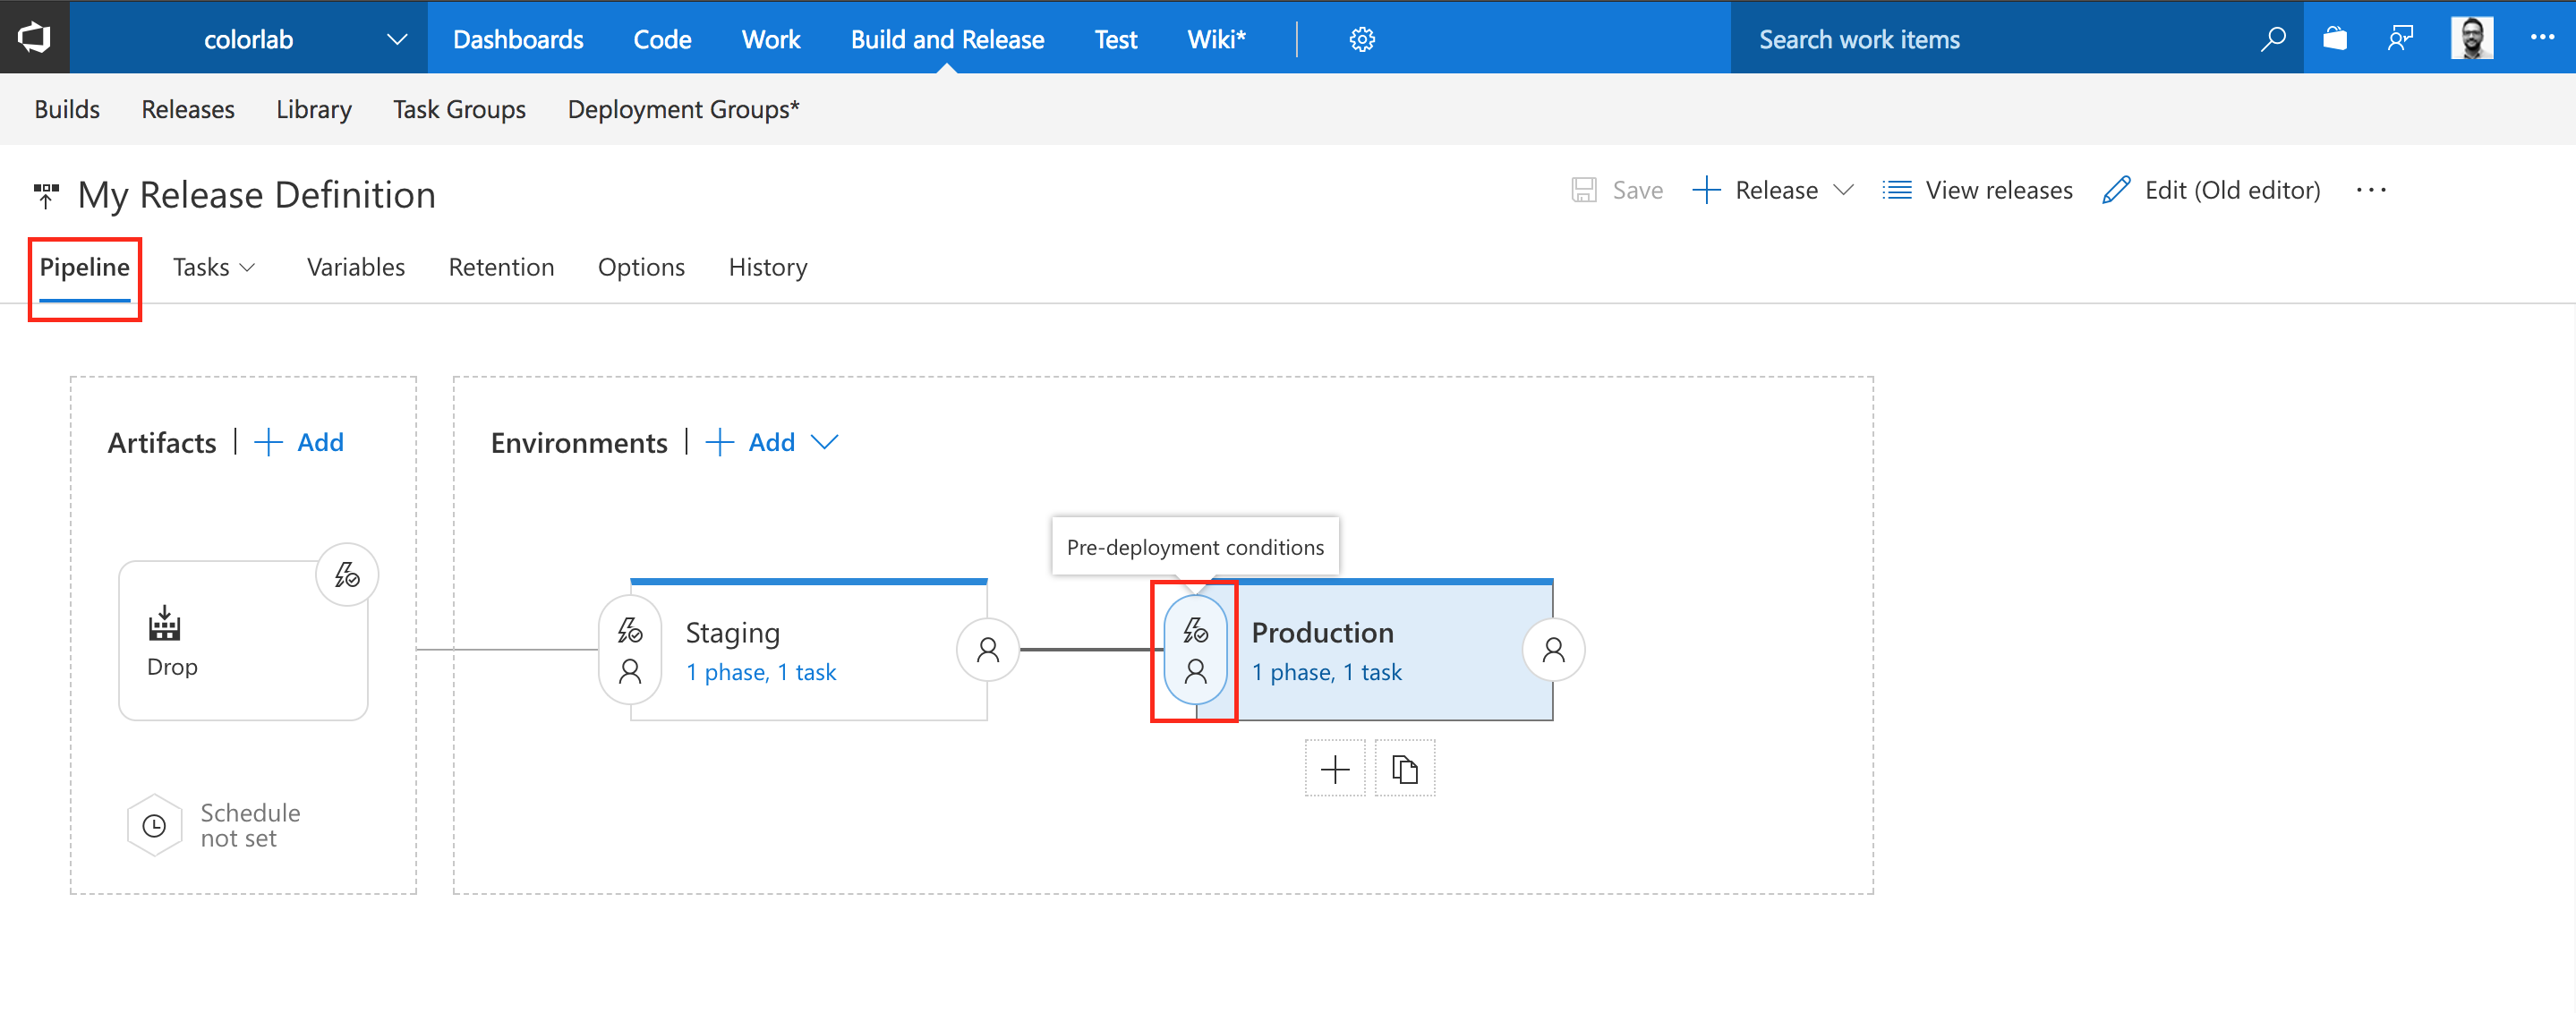 colorlab Dashboards Code Work Build and Release Test Wiki* Search work items
Builds Releases Library Task Groups Deployment Groups*
My Release Definition Save Release View releases Edit (Old editor)
Pipeline Tasks Variables Retention Options History
Artifacts Add
Environments Add
Pre-deployment conditions
Drop
Staging
1 phase, 1 task
Production
1 phase, 1 task
Schedule
not set